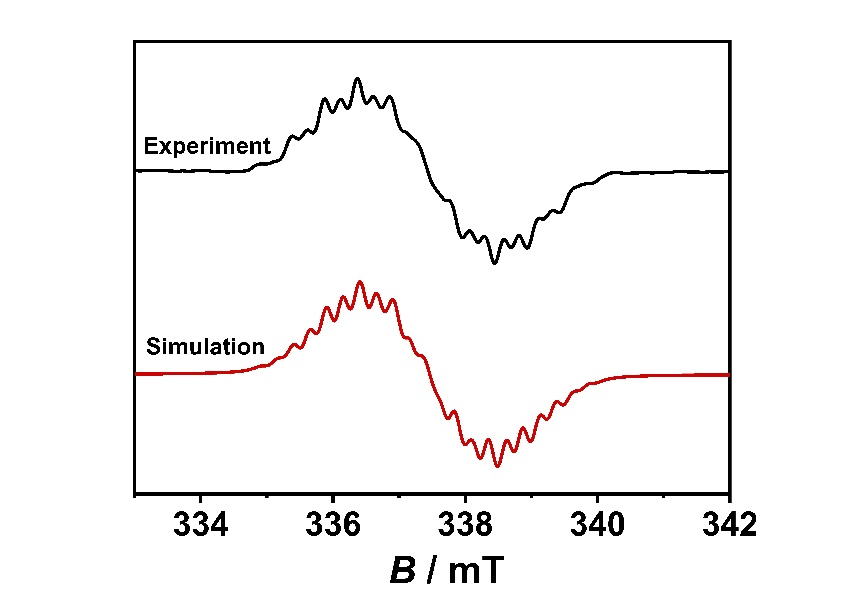 Experiment
Simulation
334 336 338 340 342
B / mT